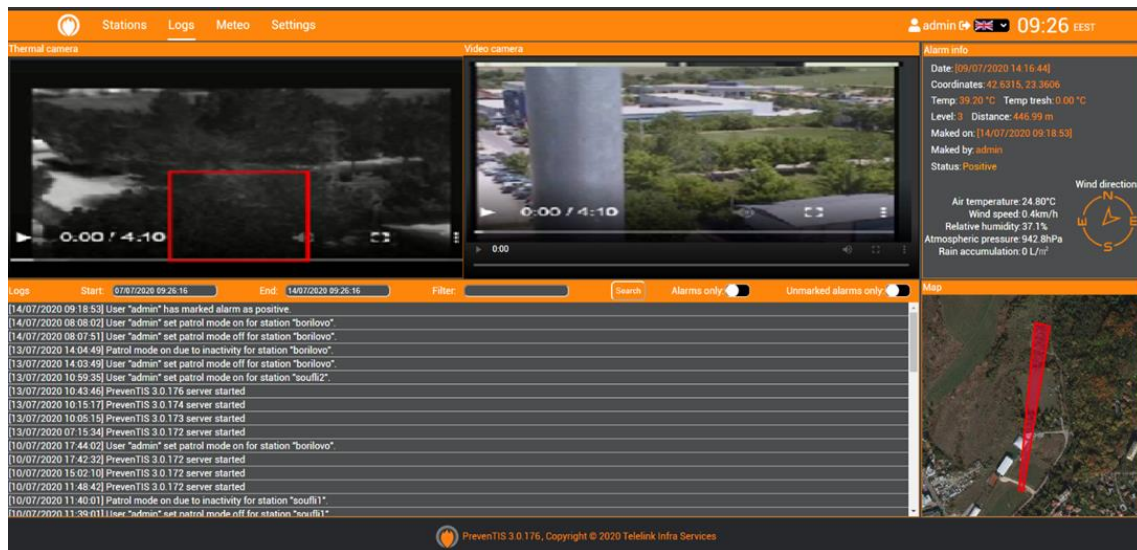 Stations Logs Meteo Settings admin 09:26 EEST
Thermal camera
0:00 / 4:10
Video camera
0:00 / 4:10
0:00
Alarm info
Date: [09/07/2020 14:16:44]
Coordinates: 42.6315, 23.3606
Temp: 39.20 °C Temp tresh: 0.00 °C
Level: 3 Distance: 446.99 m
Maked on: [14/07/2020 09:18:53]
Maked by: admin
Status: Positive
Wind direction
Air temperature: 24.80°C
Wind speed: 0.4km/h
Relative humidity: 37.1%
Atmospheric pressure: 942.8hPa
Rain accumulation: 0 L/m²
N
W E
S
Logs Start: 07/07/2020 09:26:16 End: 14/07/2020 09:26:16 Filter: Search Alarms only: Unmarked alarms only:
[14/07/2020 09:18:53] User "admin" has marked alarm as positive.
[14/07/2020 08:08:02] User "admin" set patrol mode on for station "borilovo".
[14/07/2020 08:07:51] User "admin" set patrol mode off for station "borilovo".
[13/07/2020 14:04:49] Patrol mode on due to inactivity for station "borilovo".
[13/07/2020 14:03:49] User "admin" set patrol mode off for station "borilovo".
[13/07/2020 10:59:35] User "admin" set patrol mode on for station "soufli2".
[13/07/2020 10:43:46] PrevenTIS 3.0.176 server started
[13/07/2020 10:15:17] PrevenTIS 3.0.174 server started
[13/07/2020 10:05:15] PrevenTIS 3.0.173 server started
[13/07/2020 07:15:34] PrevenTIS 3.0.172 server started
[10/07/2020 17:44:02] User "admin" set patrol mode on for station "borilovo".
[10/07/2020 17:42:32] PrevenTIS 3.0.172 server started
[10/07/2020 15:02:10] PrevenTIS 3.0.172 server started
[10/07/2020 11:48:42] PrevenTIS 3.0.172 server started
[10/07/2020 11:40:01] Patrol mode on due to inactivity for station "soufli1".
[10/07/2020 11:39:01] User "admin" set patrol mode off for station "soufli1".
Map
PrevenTIS 3.0.176, Copyright © 2020 Telelink Infra Services